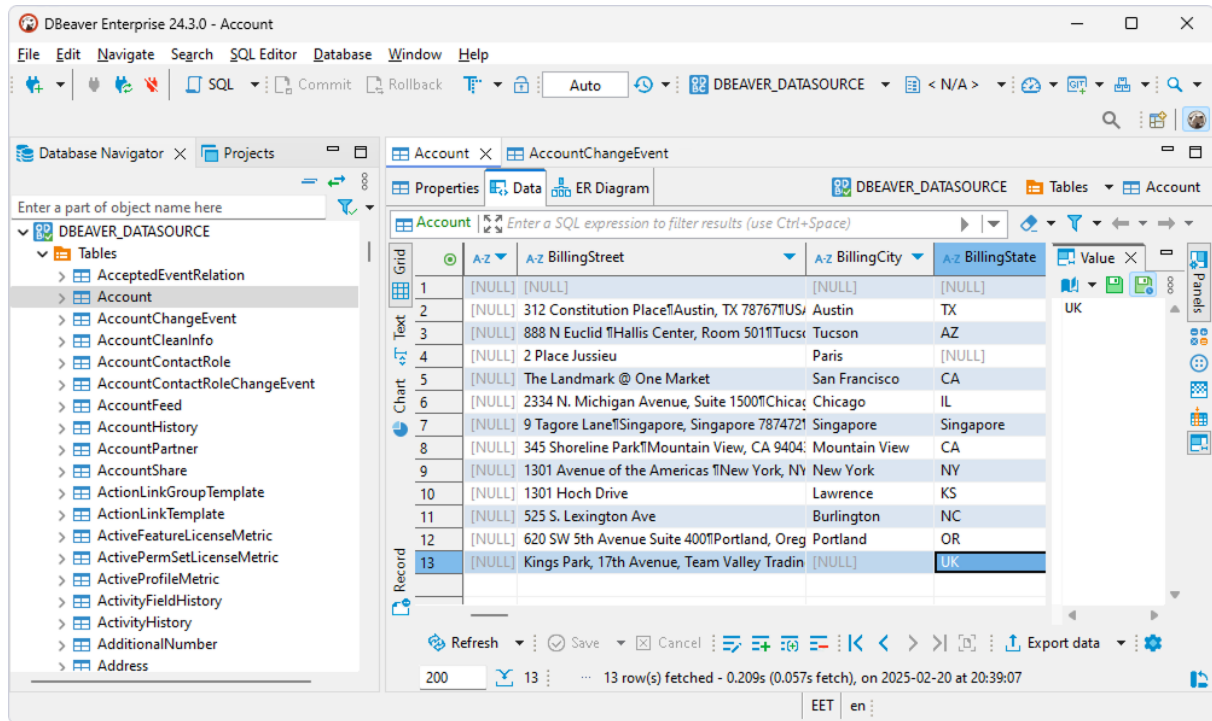 DBeaver Enterprise 24.3.0 - Account
File Edit Navigate Search SQL Editor Database Window Help
SQL Commit Rollback Auto DBEAVER_DATASOURCE < N/A >
Database Navigator Projects
Enter a part of object name here
DBEAVER_DATASOURCE
Tables
AcceptedEventRelation
Account
AccountChangeEvent
AccountCleanInfo
AccountContactRole
AccountContactRoleChangeEvent
AccountFeed
AccountHistory
AccountPartner
AccountShare
ActionLinkGroupTemplate
ActionLinkTemplate
ActiveFeatureLicenseMetric
ActivePermSetLicenseMetric
ActiveProfileMetric
ActivityFieldHistory
ActivityHistory
AdditionalNumber
Address
Account AccountChangeEvent
Properties Data ER Diagram DBEAVER_DATASOURCE Tables Account
Account Enter a SQL expression to filter results (use Ctrl+Space)
Grid
Text
Chart
Record
A-Z A-Z BillingStreet A-Z BillingCity A-Z BillingState
1 [NULL] [NULL] [NULL] [NULL]
2 [NULL] 312 Constitution Place¶Austin, TX 78767¶USA Austin TX
3 [NULL] 888 N Euclid ¶Hallis Center, Room 501¶Tucs Tucson AZ
4 [NULL] 2 Place Jussieu Paris [NULL]
5 [NULL] The Landmark @ One Market San Francisco CA
6 [NULL] 2334 N. Michigan Avenue, Suite 1500¶Chicag Chicago IL
7 [NULL] 9 Tagore Lane¶Singapore, Singapore 787472¶ Singapore Singapore
8 [NULL] 345 Shoreline Park¶Mountain View, CA 94043 Mountain View CA
9 [NULL] 1301 Avenue of the Americas ¶New York, NY New York NY
10 [NULL] 1301 Hoch Drive Lawrence KS
11 [NULL] 525 S. Lexington Ave Burlington NC
12 [NULL] 620 SW 5th Avenue Suite 400¶Portland, Oreg Portland OR
13 [NULL] Kings Park, 17th Avenue, Team Valley Tradin [NULL] UK
Value
UK
Panels
Refresh Save Cancel Export data
200 13 ··· 13 row(s) fetched - 0.209s (0.057s fetch), on 2025-02-20 at 20:39:07
EET en